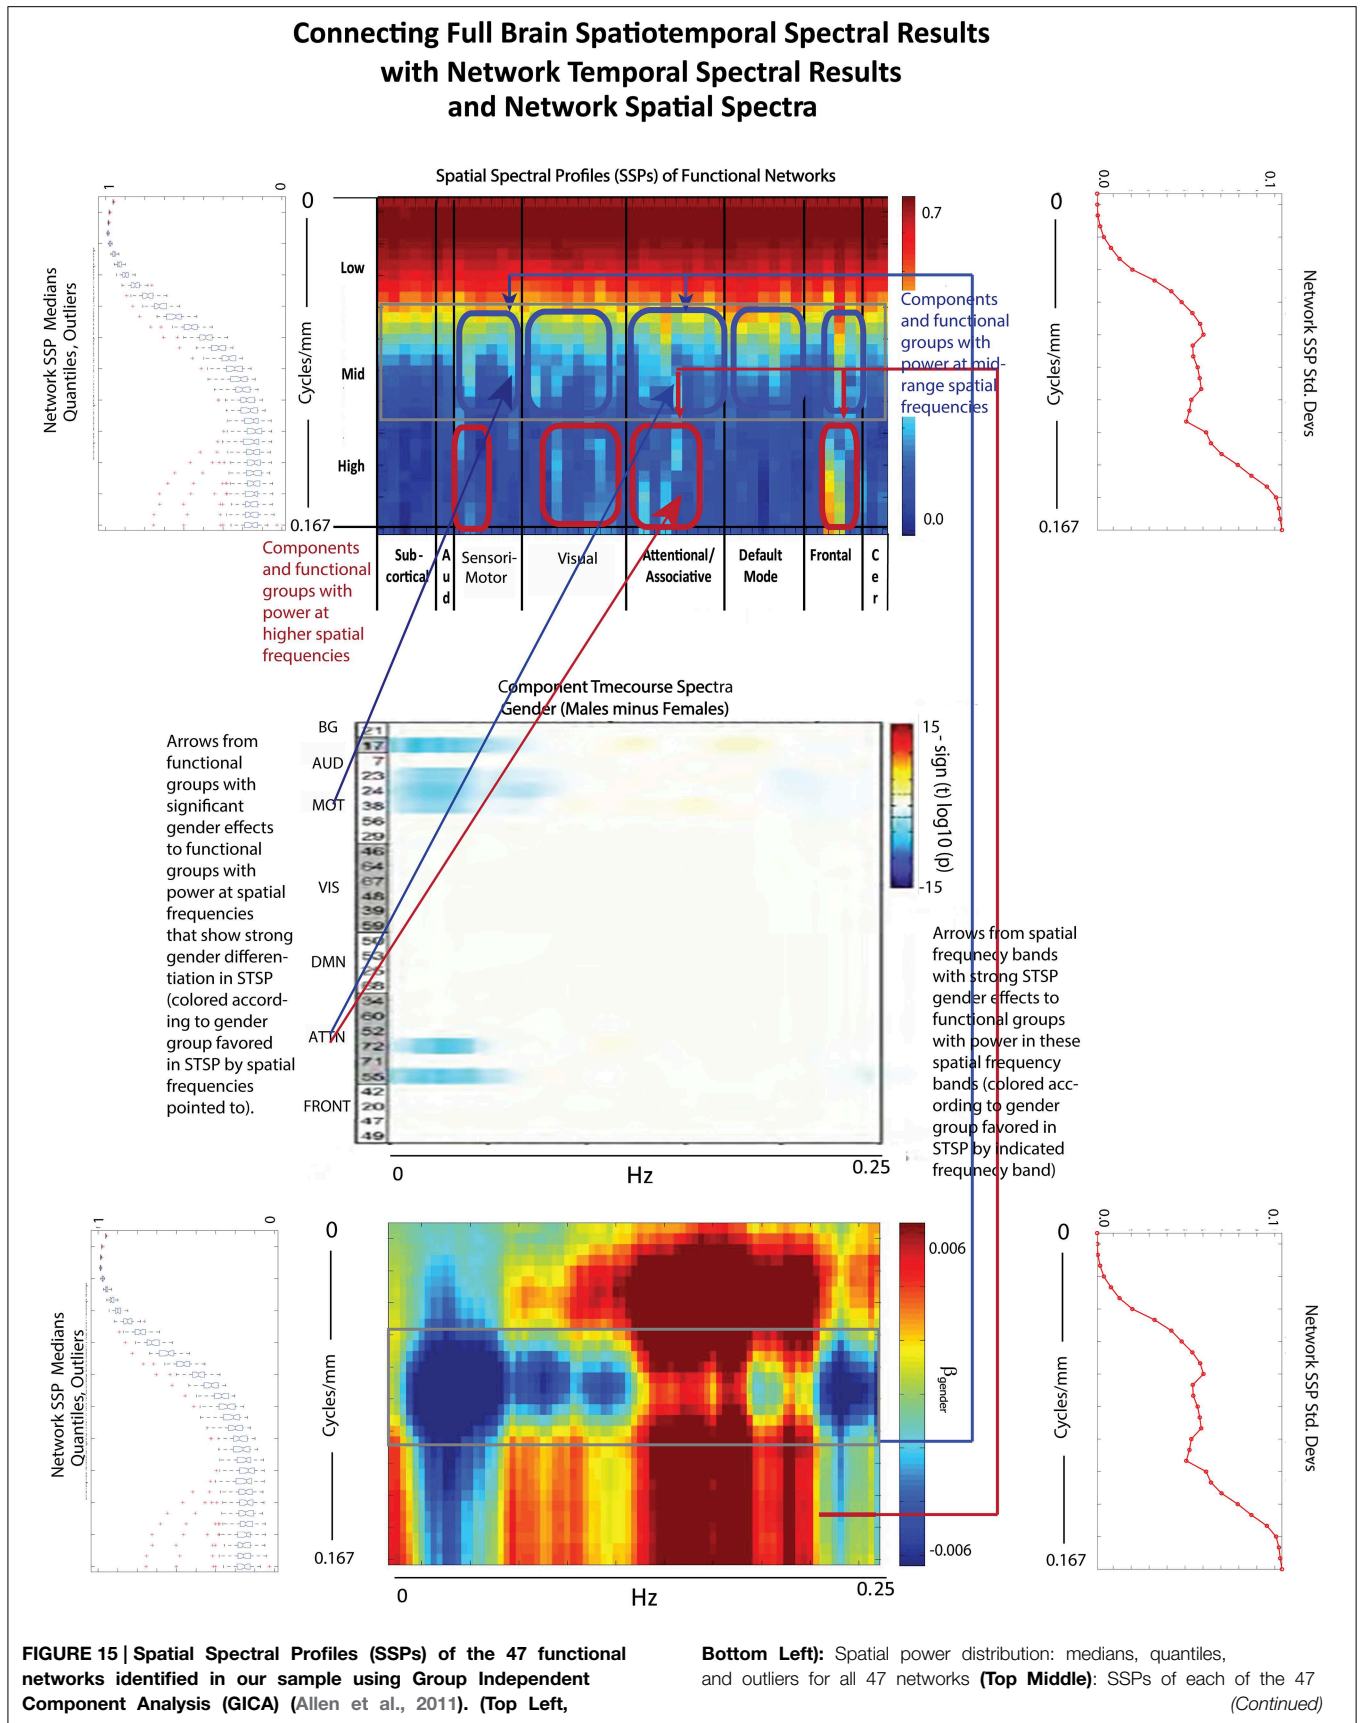 Connecting Full Brain Spatiotemporal Spectral Results
with Network Temporal Spectral Results
and Network Spatial Spectra
Spatial Spectral Profiles (SSPs) of Functional Networks
Network SSP Medians
Quantiles, Outliers
1
0
0
Cycles/mm
0.167
Low
Mid
High
0.7
0.0
Components
and functional
groups with
power at mid-
range spatial
frequencies
0
Cycles/mm
0.167
0.0
0.1
Network SSP Std. Devs
Components
and functional
groups with
power at
higher spatial
frequencies
Sub-
cortical
A
u
d
Sensori-
Motor
Visual
Attentional/
Associative
Default
Mode
Frontal
C
e
r
Component Tmecourse Spectra
Gender (Males minus Females)
Arrows from
functional
groups with
significant
gender effects
to functional
groups with
power at spatial
frequencies
that show strong
gender differen-
tiation in STSP
(colored accord-
ing to gender
group favored
in STSP by spatial
frequencies
pointed to).
BG
AUD
MOT
VIS
DMN
ATTN
FRONT
21
17
7
23
24
38
56
29
46
64
67
48
39
59
50
53
25
68
34
60
52
72
71
55
42
20
47
49
15
-15
- sign (t) log10 (p)
0
Hz
0.25
Arrows from spatial
frequnecy bands
with strong STSP
gender effects to
functional groups
with power in these
spatial frequency
bands (colored acc-
ording to gender
group favored in
STSP by indicated
frequnecy band)
Network SSP Medians
Quantiles, Outliers
1
0
0
Cycles/mm
0.167
0.006
βgender
-0.006
0
Hz
0.25
0
Cycles/mm
0.167
0.0
0.1
Network SSP Std. Devs
FIGURE 15 | Spatial Spectral Profiles (SSPs) of the 47 functional
networks identified in our sample using Group Independent
Component Analysis (GICA) (Allen et al., 2011). (Top Left,
Bottom Left): Spatial power distribution: medians, quantiles,
and outliers for all 47 networks (Top Middle): SSPs of each of the 47
(Continued)